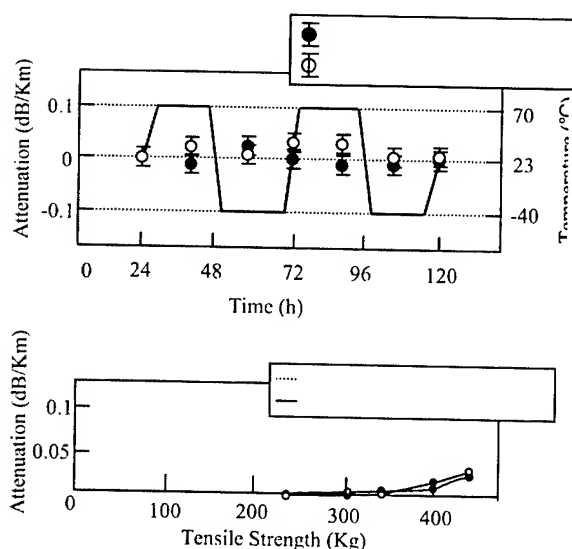 Attenuation (dB/Km)
0.1
0
-0.1
70
23
-40
Temperature (°C)
0 24 48 72 96 120
Time (h)
Attenuation (dB/Km)
0.1
0.05
0
100 200 300 400
Tensile Strength (Kg)